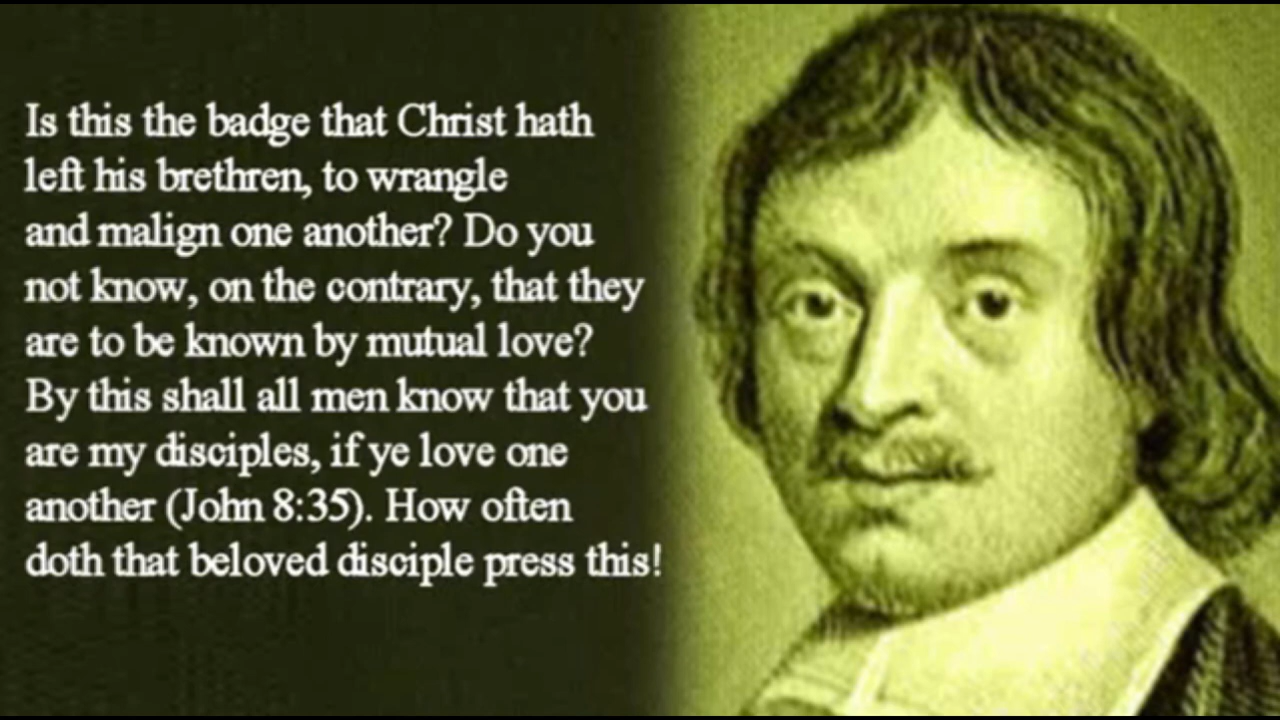 Is this the badge that Christ hath
left his brethren, to wrangle
and malign one another? Do you
not know, on the contrary, that they
are to be known by mutual love?
By this shall all men know that you
are my disciples, if ye love one
another (John 8:35). How often
doth that beloved disciple press this!